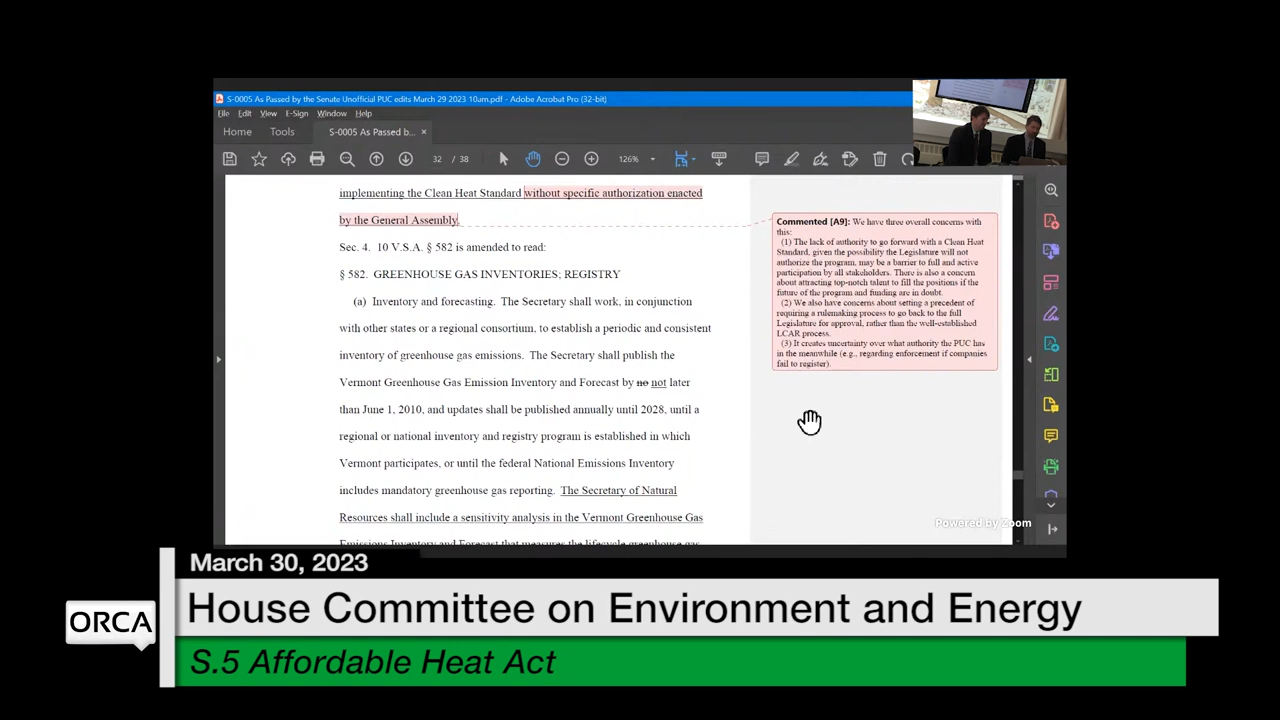 S-0005 As Passed by the Senate Unofficial PUC edits March 29 2023 10am.pdf - Adobe Acrobat Pro (32-bit)
File Edit View E-Sign Window Help
Home Tools S-0005 As Passed b... ×
32 / 38 126%
implementing the Clean Heat Standard without specific authorization enacted
by the General Assembly.
Sec. 4. 10 V.S.A. § 582 is amended to read:
§ 582. GREENHOUSE GAS INVENTORIES; REGISTRY
(a) Inventory and forecasting. The Secretary shall work, in conjunction
with other states or a regional consortium, to establish a periodic and consistent
inventory of greenhouse gas emissions. The Secretary shall publish the
Vermont Greenhouse Gas Emission Inventory and Forecast by no not later
than June 1, 2010, and updates shall be published annually until 2028, until a
regional or national inventory and registry program is established in which
Vermont participates, or until the federal National Emissions Inventory
includes mandatory greenhouse gas reporting. The Secretary of Natural
Resources shall include a sensitivity analysis in the Vermont Greenhouse Gas
Emissions Inventory and Forecast that measures the lifecycle greenhouse gas
Commented [A9]: We have three overall concerns with
this:
(1) The lack of authority to go forward with a Clean Heat
Standard, given the possibility the Legislature will not
authorize the program, may be a barrier to full and active
participation by all stakeholders. There is also a concern
about attracting top-notch talent to fill the positions if the
future of the program and funding are in doubt.
(2) We also have concerns about setting a precedent of
requiring a rulemaking process to go back to the full
Legislature for approval, rather than the well-established
LCAR process.
(3) It creates uncertainty over what authority the PUC has
in the meanwhile (e.g., regarding enforcement if companies
fail to register).
Powered by Zoom
March 30, 2023
ORCA
House Committee on Environment and Energy
S.5 Affordable Heat Act